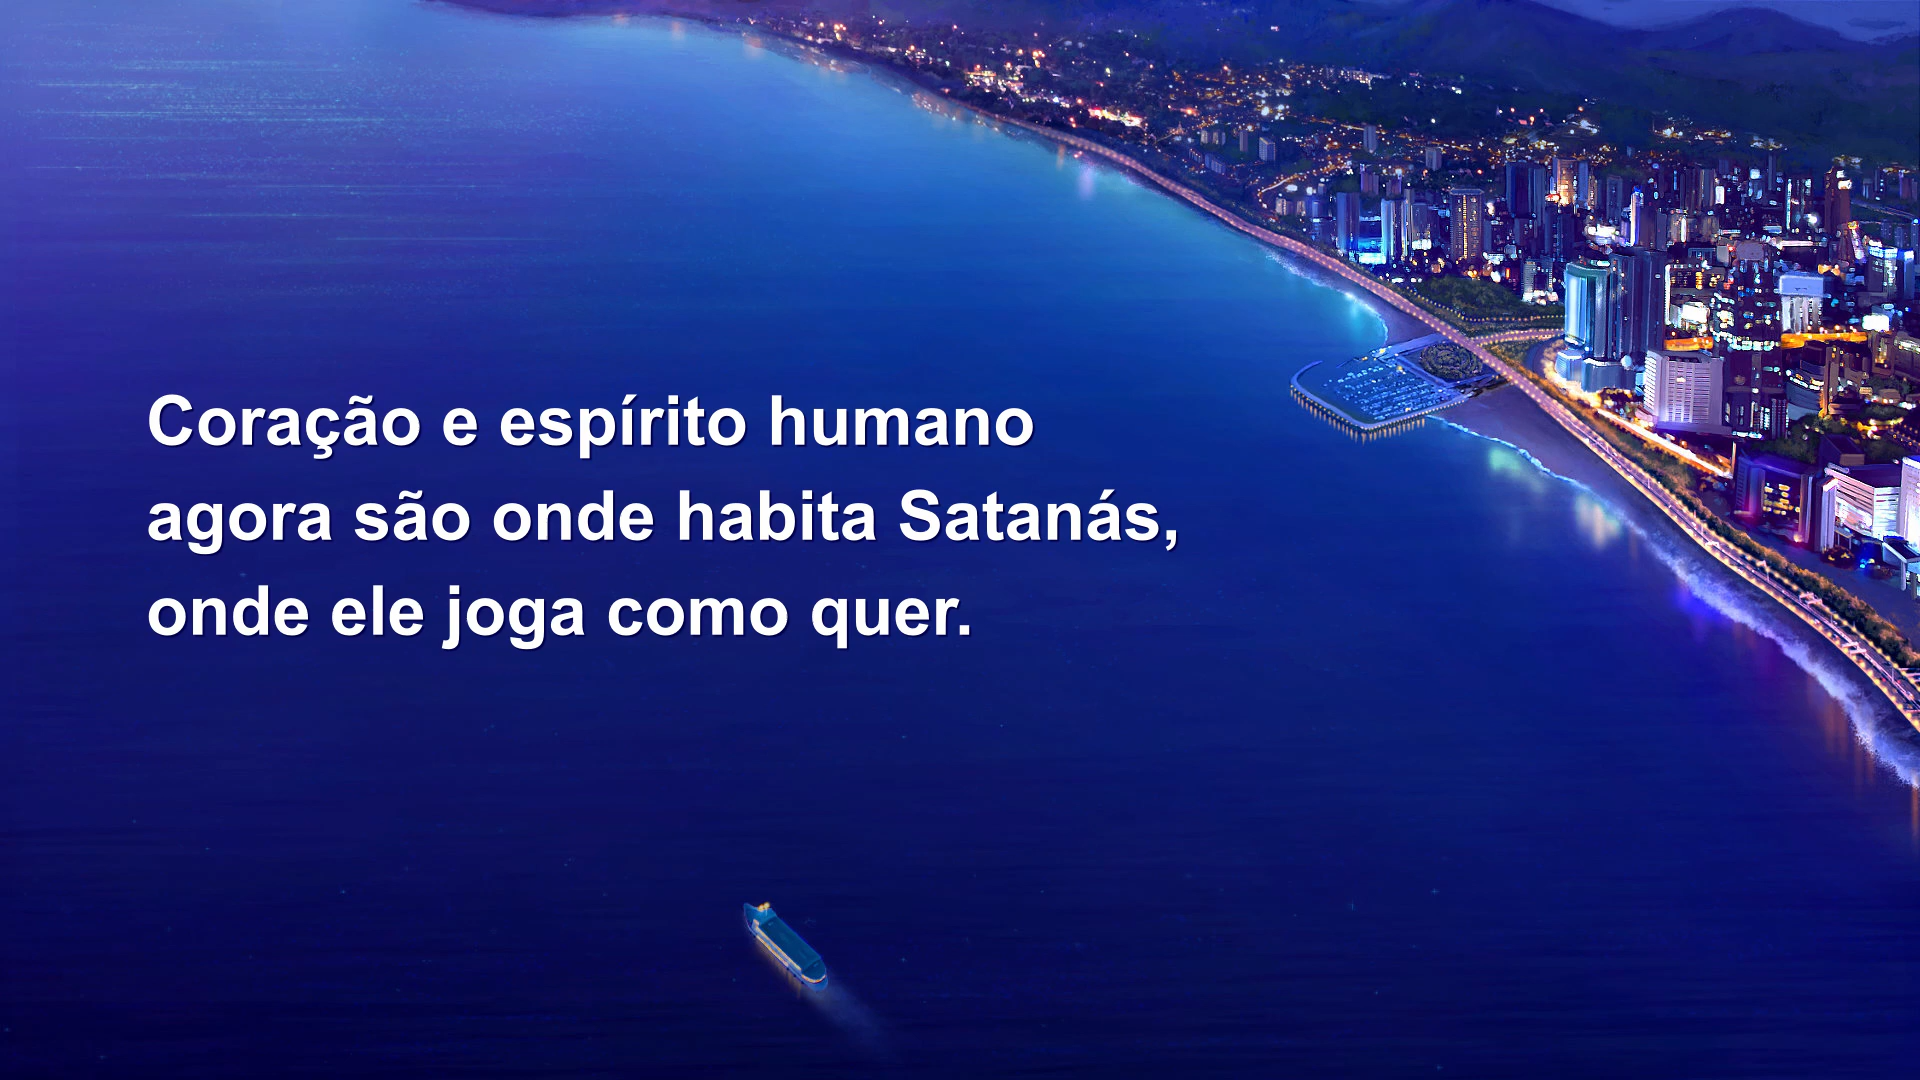 Coração e espírito humano
agora são onde habita Satanás,
onde ele joga como quer.